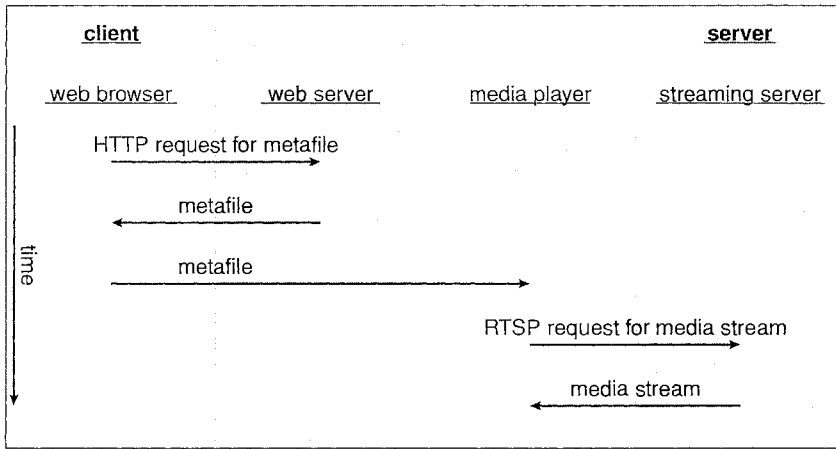 client server
web browser web server media player streaming server
HTTP request for metafile
metafile
time
metafile
RTSP request for media stream
media stream